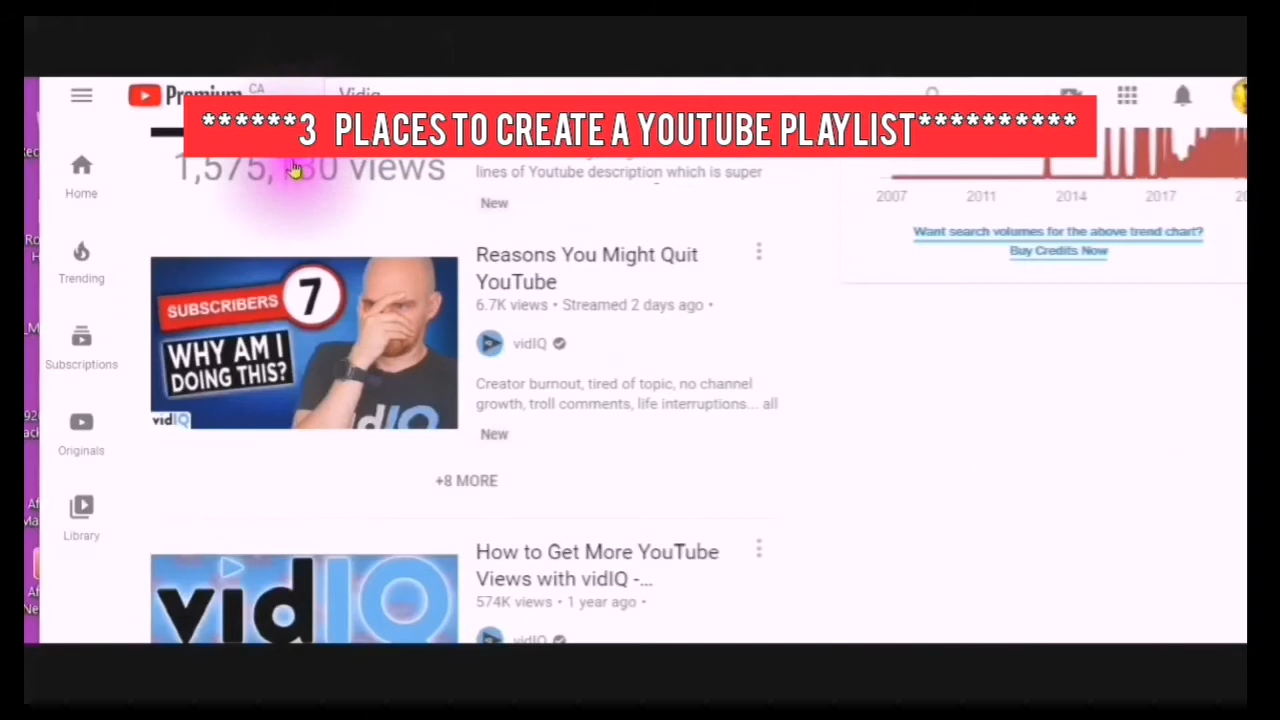 Premium CA
Vidiq
******3 PLACES TO CREATE A YOUTUBE PLAYLIST**********
views
lines of Youtube description which is super
New
2007 2011 2014 2017
Want search volumes for the above trend chart?
Buy Credits Now
Home
Trending
Subscriptions
Originals
Library
SUBSCRIBERS 7
WHY AM I
DOING THIS?
vidIQ
Reasons You Might Quit
YouTube
6.7K views • Streamed 2 days ago •
vidIQ
Creator burnout, tired of topic, no channel
growth, troll comments, life interruptions... all
New
+8 MORE
vidIQ
How to Get More YouTube
Views with vidIQ -...
574K views • 1 year ago •
vidIQ